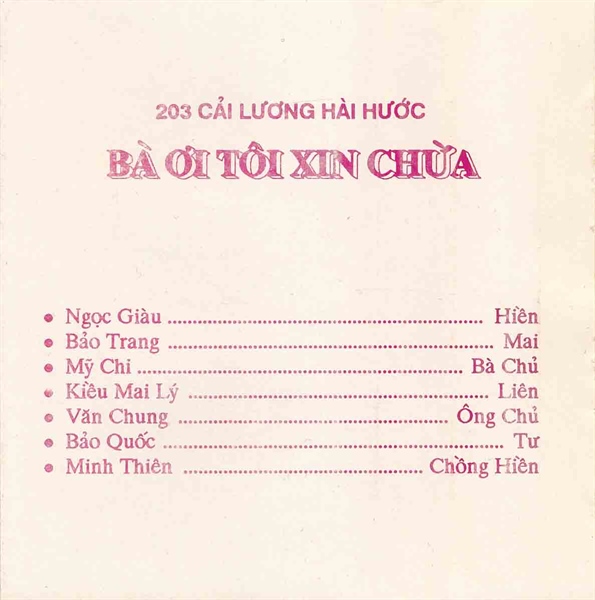 203 CẢI LƯƠNG HÀI HƯỚC
BÀ ƠI TÔI XIN CHỪA
• Ngọc Giàu .................................................... Hiền
• Bảo Trang ...................................................... Mai
• Mỹ Chi ...................................................... Bà Chủ
• Kiều Mai Lý .................................................. Liên
• Văn Chung ............................................. Ông Chủ
• Bảo Quốc .......................................................... Tư
• Minh Thiên ....................................... Chồng Hiền